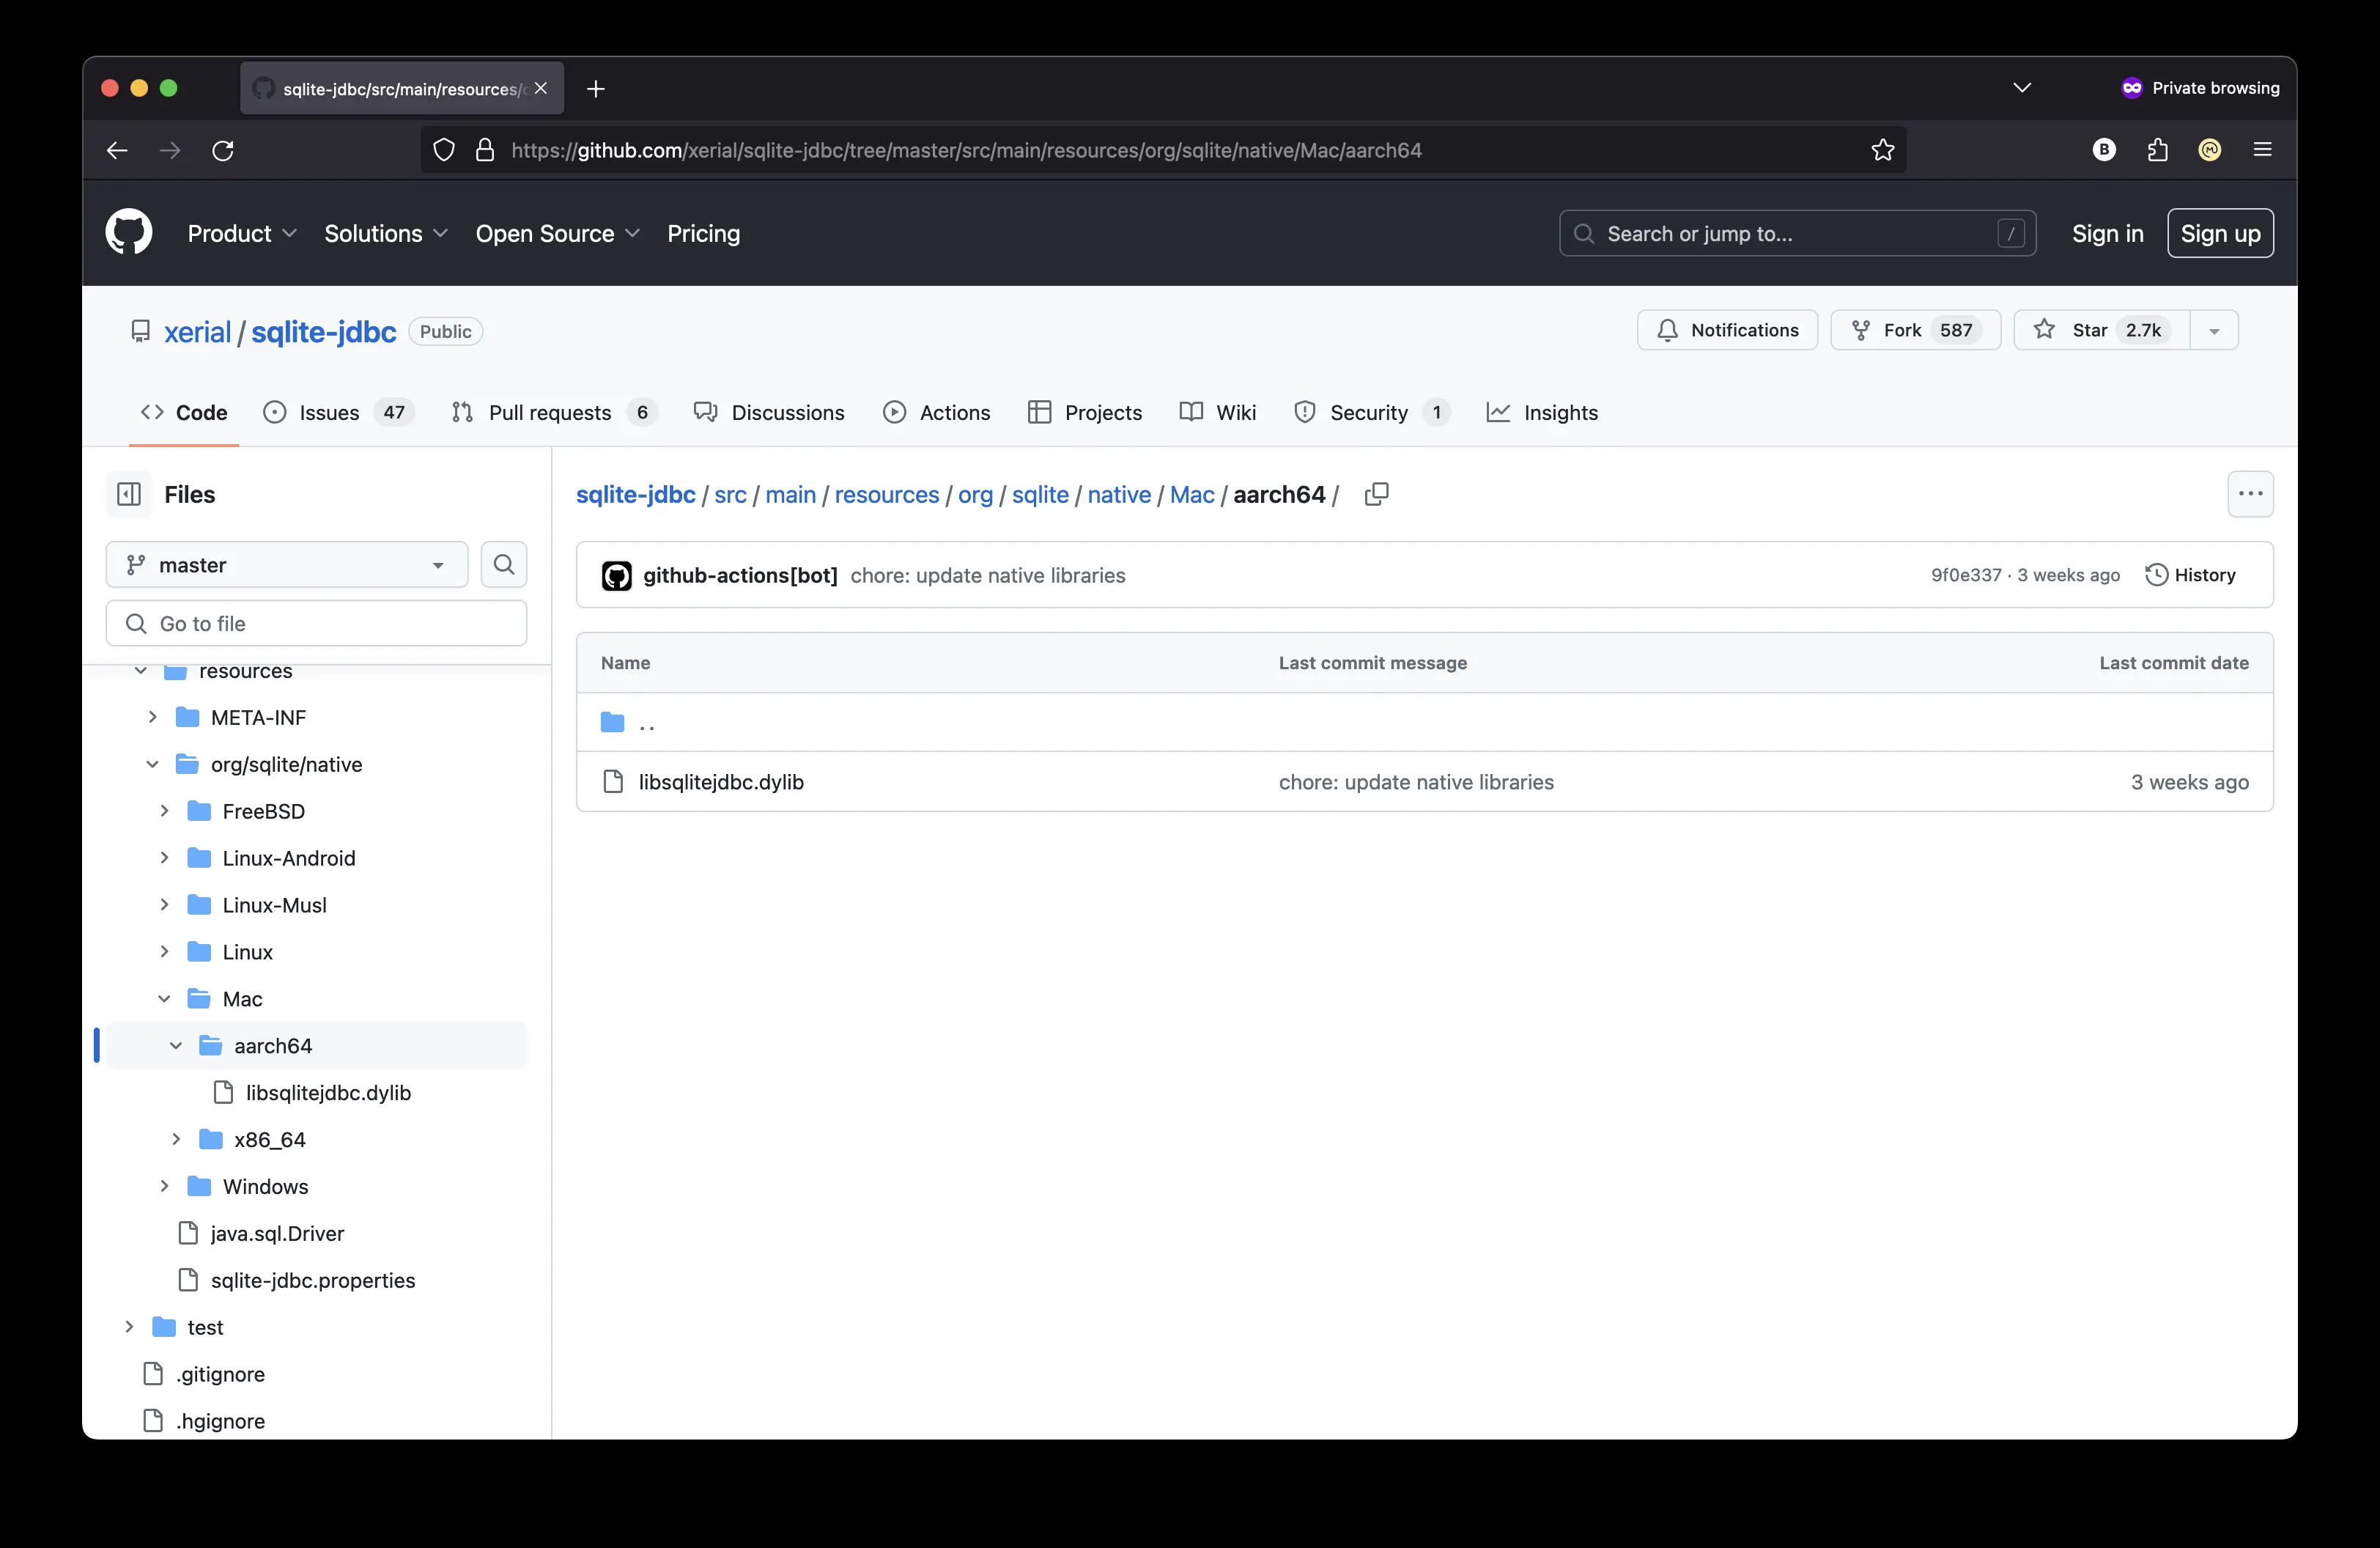 sqlite-jdbc/src/main/resources/
Private browsing
https://github.com/xerial/sqlite-jdbc/tree/master/src/main/resources/org/sqlite/native/Mac/aarch64
B
Product Solutions Open Source Pricing
Search or jump to... /
Sign in
Sign up
xerial / sqlite-jdbc Public
Notifications
Fork 587
Star 2.7k
Code
Issues 47
Pull requests 6
Discussions
Actions
Projects
Wiki
Security 1
Insights
Files
master
Go to file
resources
META-INF
org/sqlite/native
FreeBSD
Linux-Android
Linux-Musl
Linux
Mac
aarch64
libsqlitejdbc.dylib
x86_64
Windows
java.sql.Driver
sqlite-jdbc.properties
test
.gitignore
.hgignore
sqlite-jdbc / src / main / resources / org / sqlite / native / Mac / aarch64 /
github-actions[bot] chore: update native libraries
9f0e337 · 3 weeks ago
History
Name Last commit message Last commit date
..
libsqlitejdbc.dylib chore: update native libraries 3 weeks ago